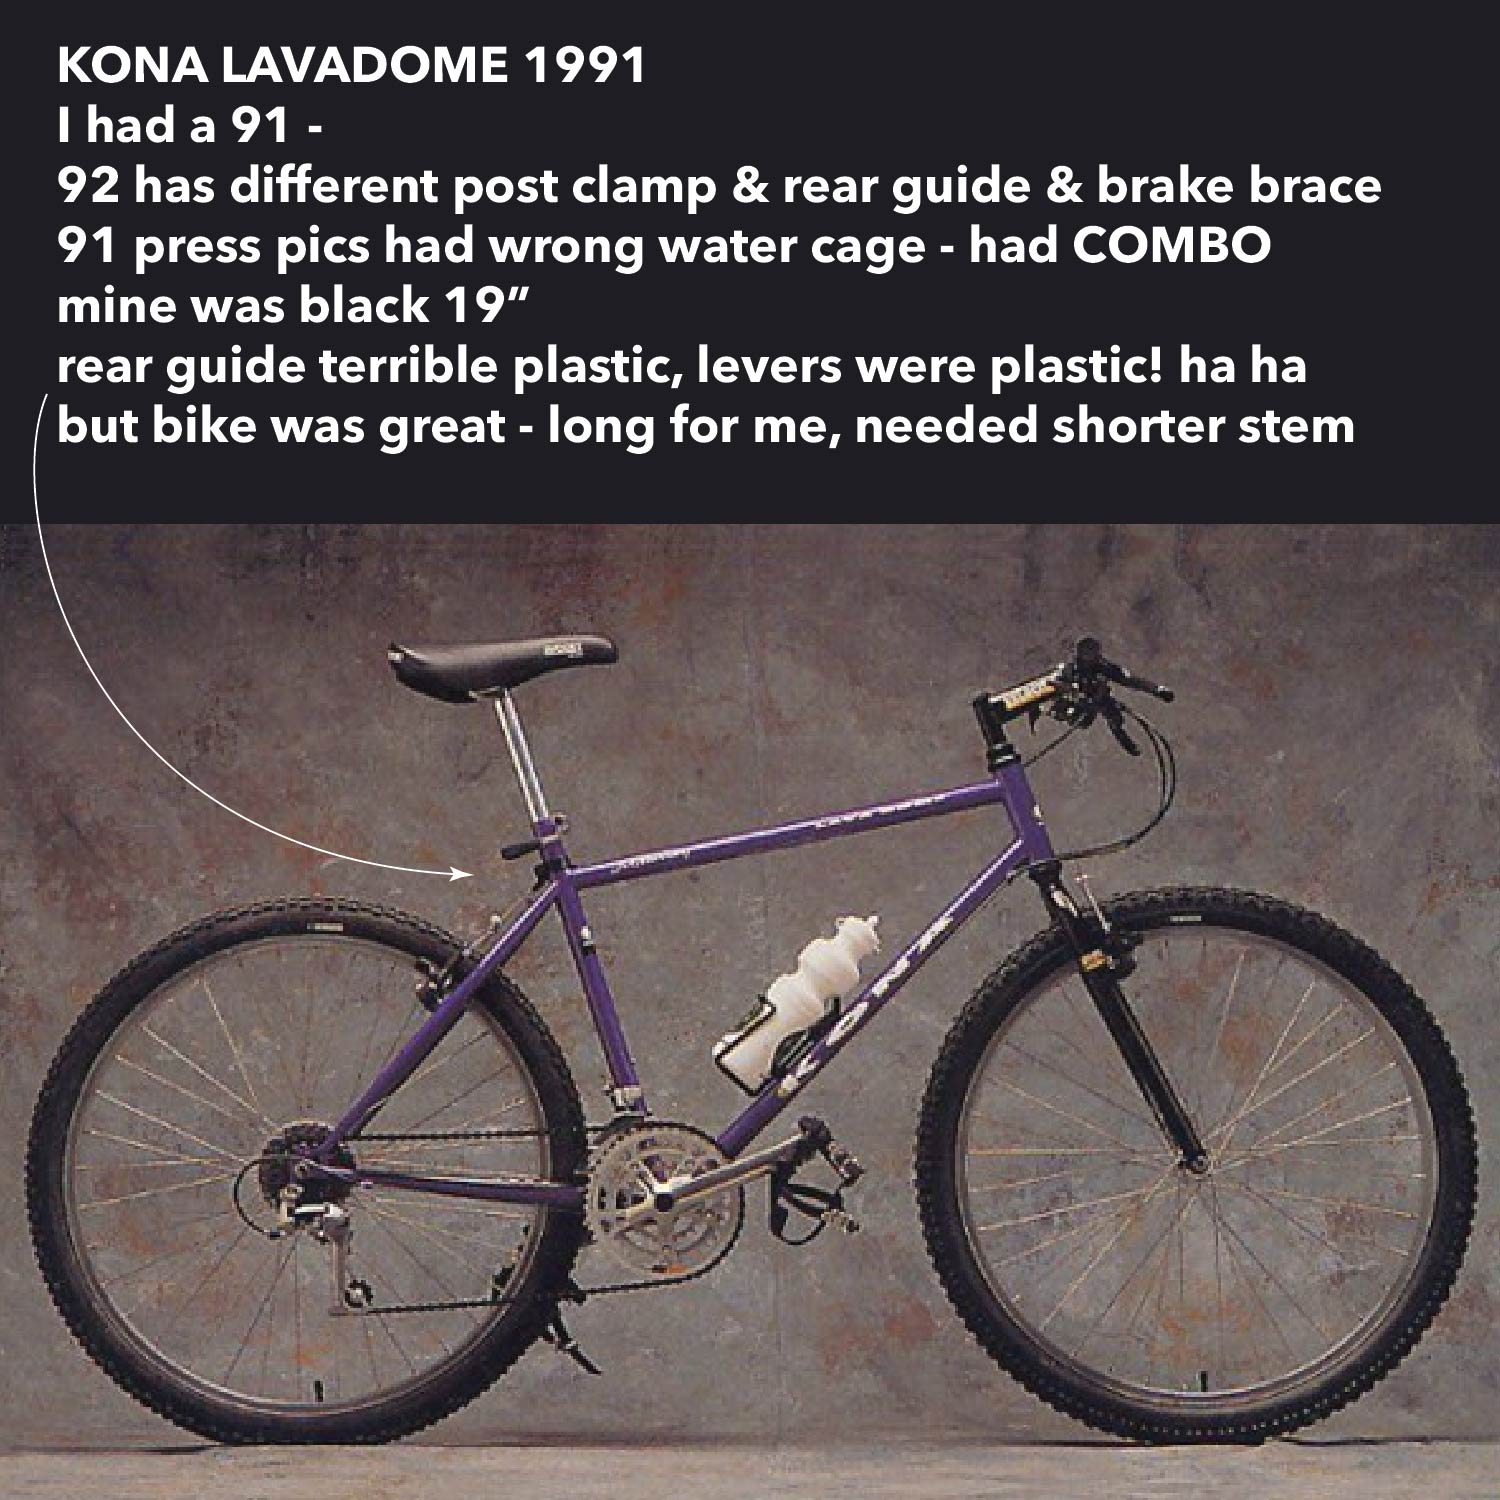 KONA LAVADOME 1991
I had a 91 -
92 has different post clamp & rear guide & brake brace
91 press pics had wrong water cage - had COMBO
mine was black 19”
rear guide terrible plastic, levers were plastic! ha ha
but bike was great - long for me, needed shorter stem
KONA